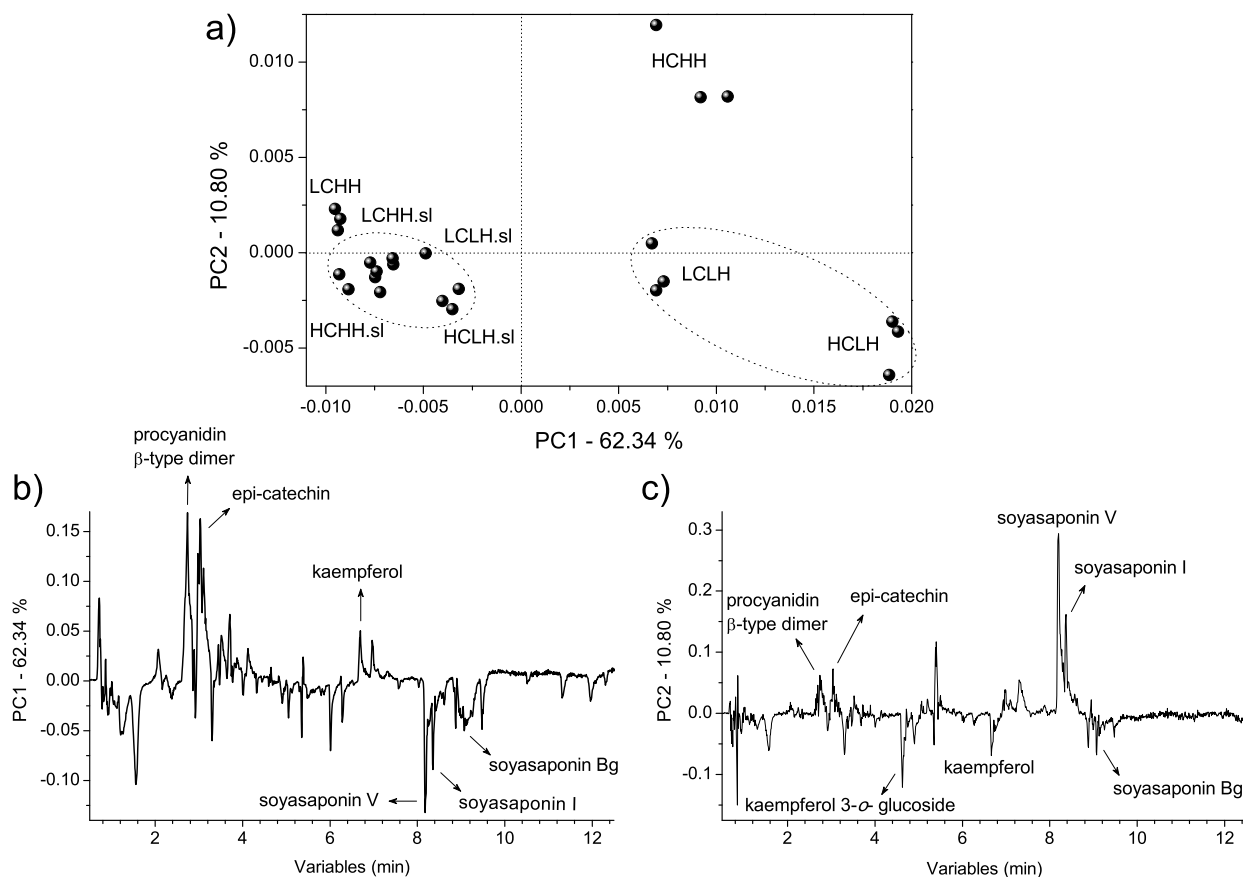 a)
0.010
0.005
0.000
-0.005
PC2 - 10.80 %
HCHH
LCHH
LCHH.sl
LCLH.sl
LCLH
HCHH.sl
HCLH.sl
HCLH
-0.010
-0.005
0.000
0.005
0.010
0.015
0.020
PC1 - 62.34 %
b)
procyanidin
β-type dimer
epi-catechin
kaempferol
0.15
0.10
0.05
0.00
-0.05
-0.10
PC1 - 62.34 %
soyasaponin Bg
soyasaponin V
soyasaponin I
2
4
6
8
10
12
Variables (min)
c)
soyasaponin V
soyasaponin I
procyanidin
β-type dimer
epi-catechin
0.3
0.2
0.1
0.0
-0.1
PC2 - 10.80 %
kaempferol
soyasaponin Bg
kaempferol 3-o- glucoside
2
4
6
8
10
12
Variables (min)